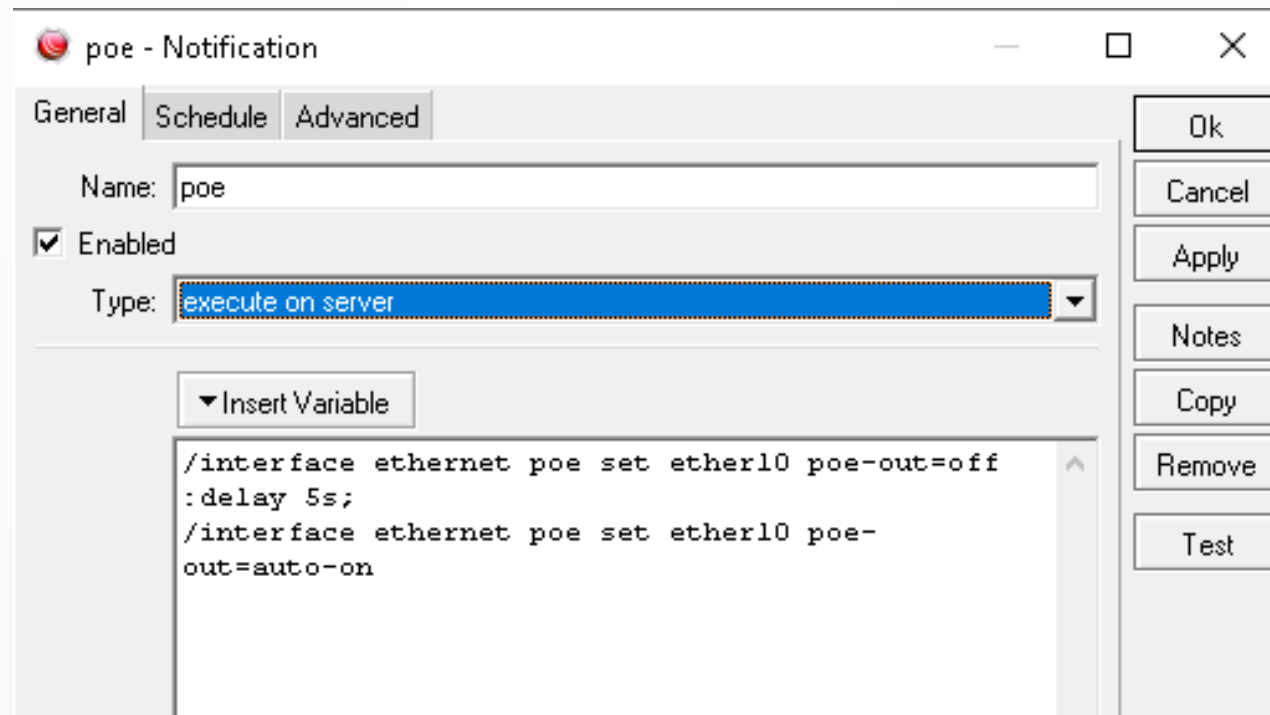 poe - Notification
General Schedule Advanced
Ok
Name: poe
Cancel
Enabled
Apply
Type: execute on server
Notes
Insert Variable
Copy
/interface ethernet poe set ether10 poe-out=off
Remove
:delay 5s;
/interface ethernet poe set ether10 poe-
out=auto-on
Test